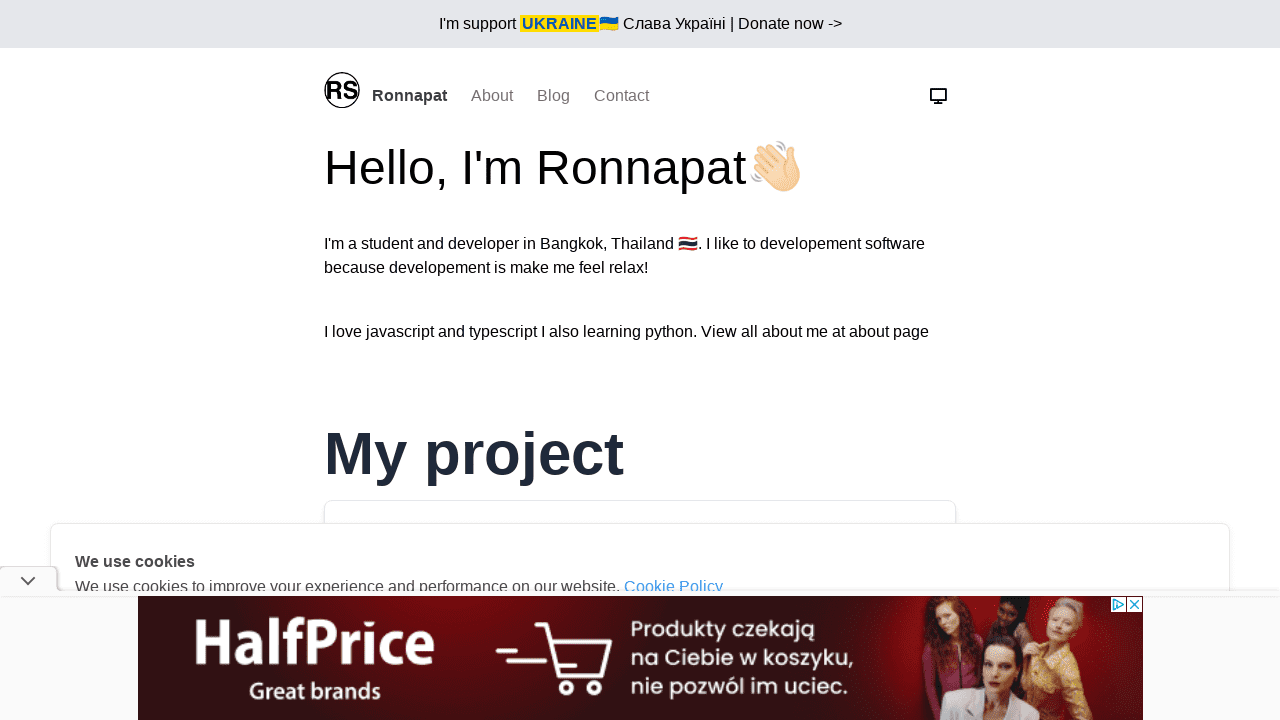 I'm support UKRAINE🇺🇦 Слава Україні | Donate now ->
RS
Ronnapat About Blog Contact
Hello, I'm Ronnapat👋🏻
I'm a student and developer in Bangkok, Thailand 🇹🇭. I like to developement software
because developement is make me feel relax!
I love javascript and typescript I also learning python. View all about me at about page
My project
We use cookies
We use cookies to improve your experience and performance on our website. Cookie Policy
HalfPrice
Great brands
Produkty czekają
na Ciebie w koszyku,
nie pozwól im uciec.